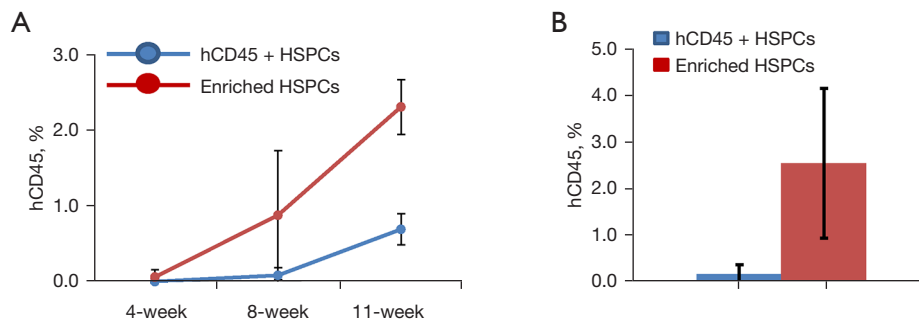 A
hCD45, %
3.0
2.0
1.0
0.0
hCD45 + HSPCs
Enriched HSPCs
4-week
8-week
11-week
B
hCD45, %
5.0
4.0
3.0
2.0
1.0
0.0
hCD45 + HSPCs
Enriched HSPCs